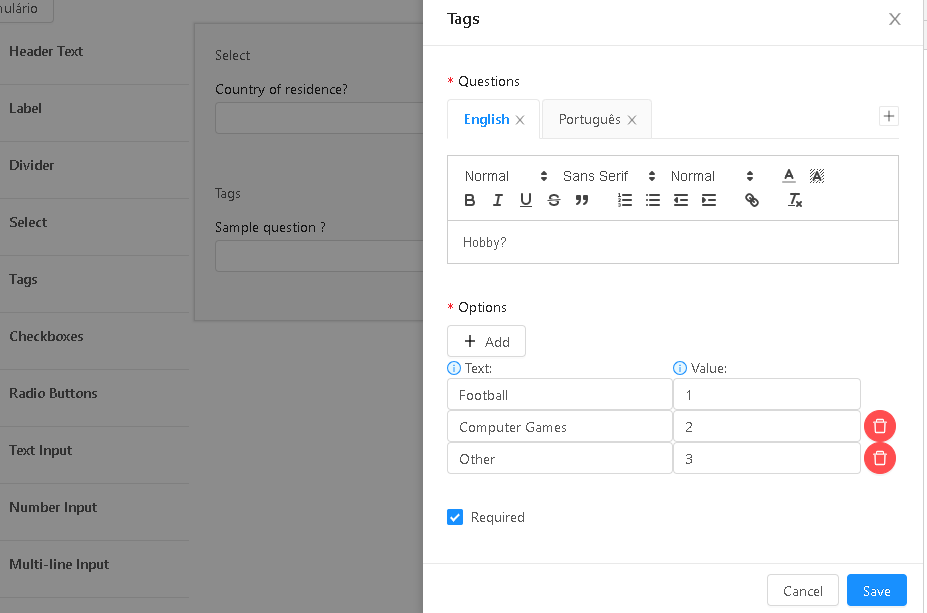 Tags
Header Text
Label
Divider
Select
Tags
Checkboxes
Radio Buttons
Text Input
Number Input
Multi-line Input
Select
Country of residence?
Tags
Sample question ?
* Questions
English
Português
Normal Sans Serif Normal
Hobby?
* Options
+ Add
Text: Value:
Football 1
Computer Games 2
Other 3
Required
Cancel Save